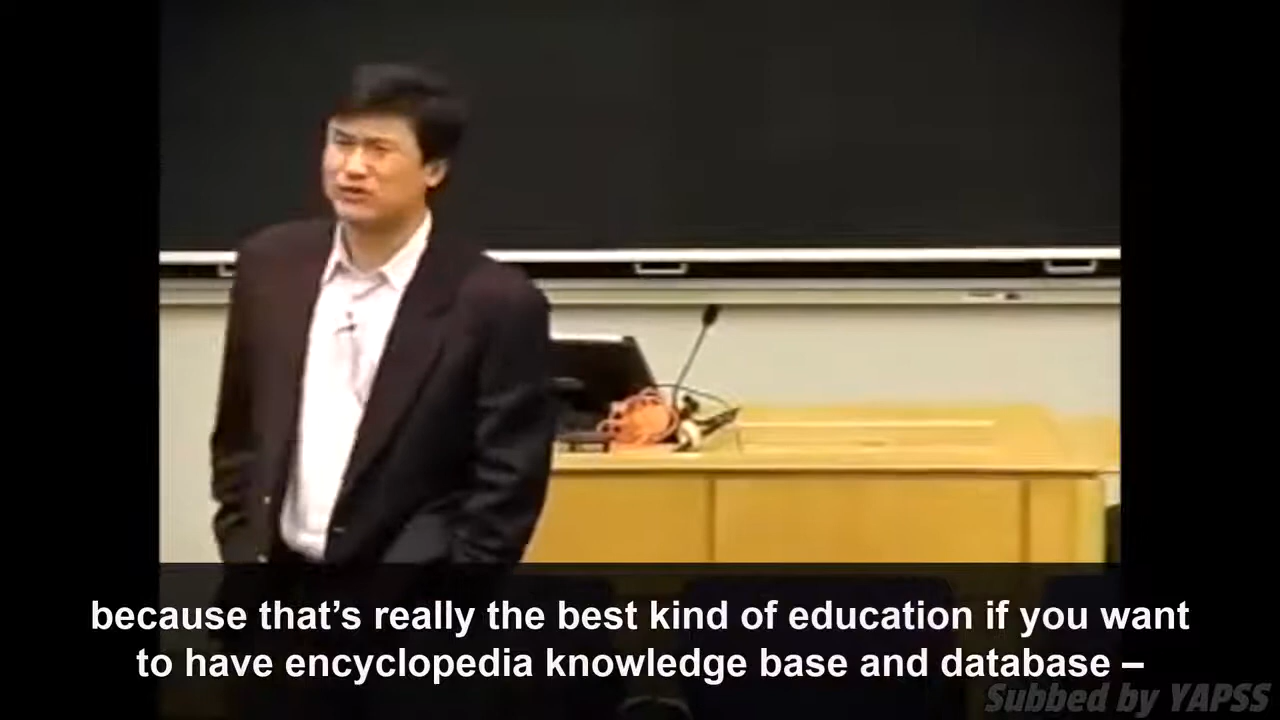 because that’s really the best kind of education if you want
to have encyclopedia knowledge base and database –
Subbed by YAPSS